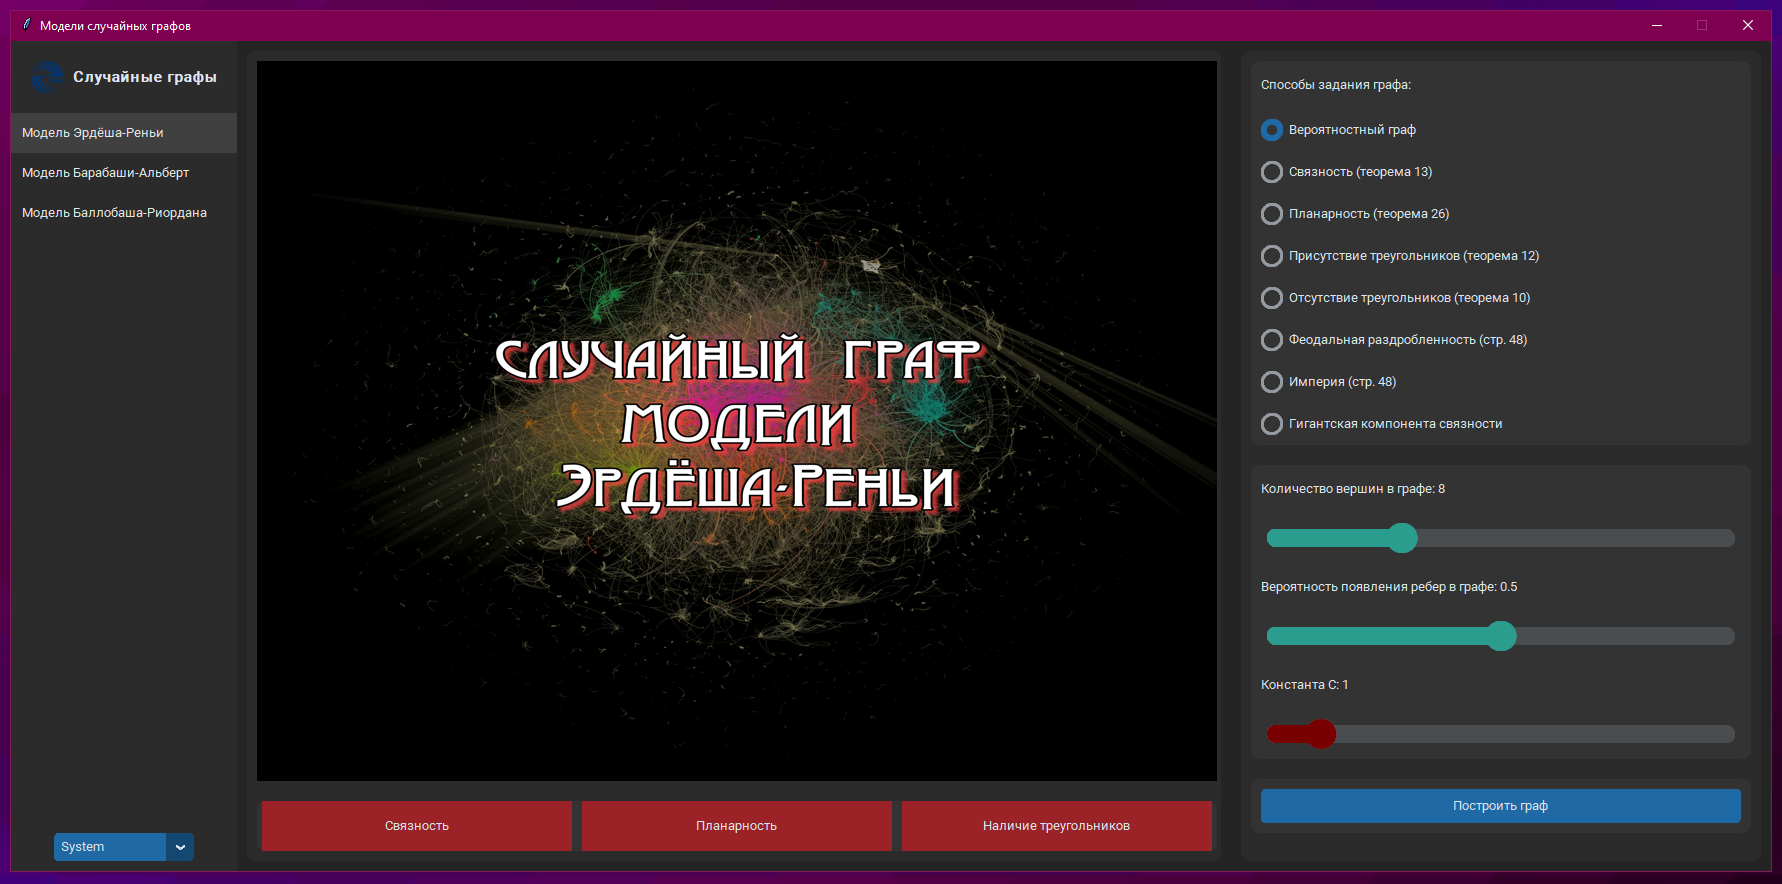 Модели случайных графов
Случайные графы
Модель Эрдёша-Реньи
Модель Барабаши-Альберт
Модель Баллобаша-Риордана
System
СЛУЧАЙНЫЙ ГРАФ
МОДЕЛИ
ЭРДЁША-РЕНЬИ
Связность
Планарность
Наличие треугольников
Способы задания графа:
Вероятностный граф
Связность (теорема 13)
Планарность (теорема 26)
Присутствие треугольников (теорема 12)
Отсутствие треугольников (теорема 10)
Феодальная раздробленность (стр. 48)
Империя (стр. 48)
Гигантская компонента связности
Количество вершин в графе: 8
Вероятность появления ребер в графе: 0.5
Константа С: 1
Построить граф